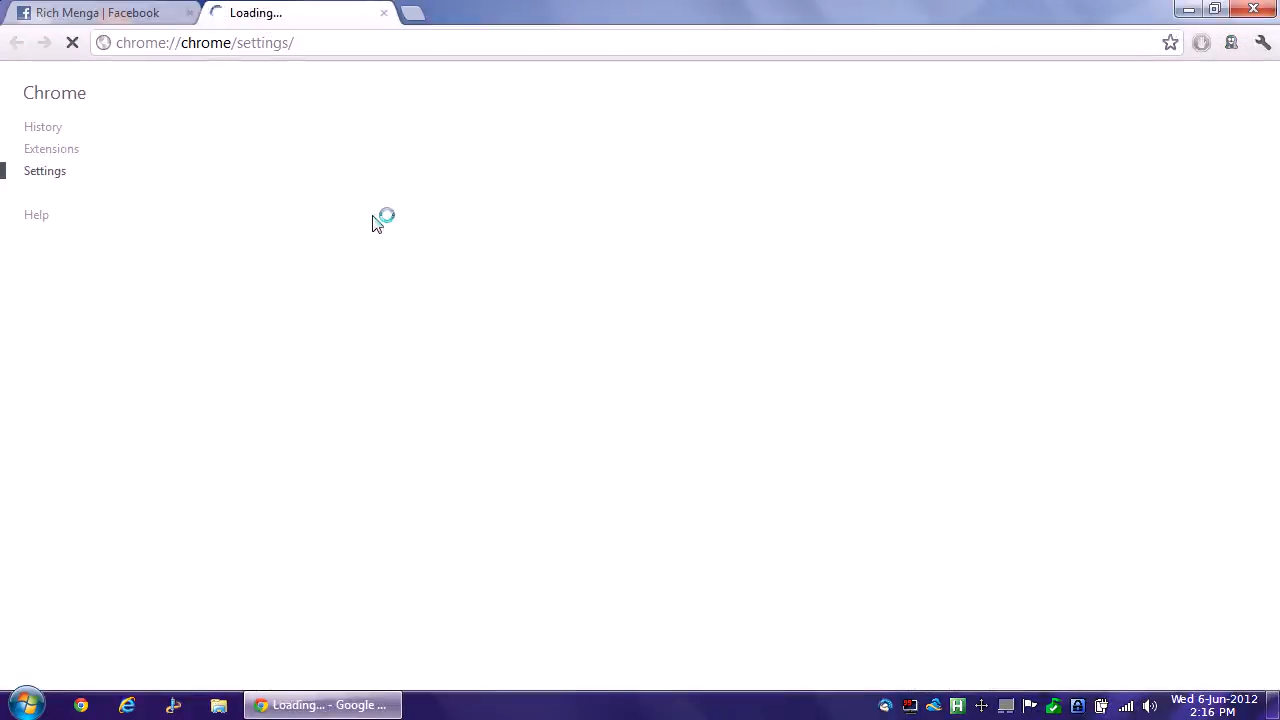 Rich Menga | Facebook
Loading...
chrome://chrome/settings/
Chrome
History
Extensions
Settings
Help
Loading... - Google ...
Wed 6-Jun-2012
2:16 PM